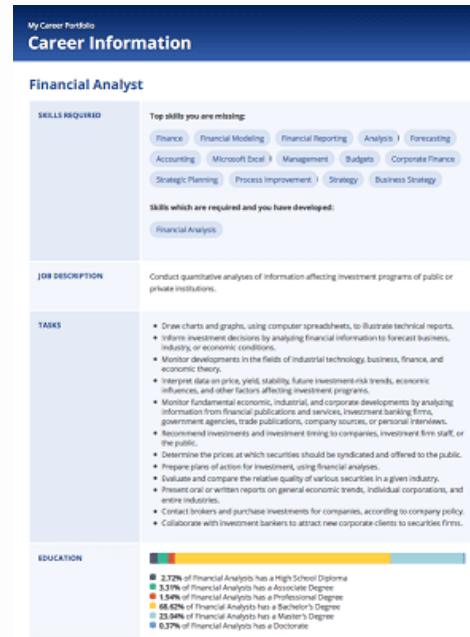 My Career Portfolio
Career Information
Financial Analyst
SKILLS REQUIRED
Top skills you are missing:
Finance Financial Modeling Financial Reporting Analysis Forecasting
Accounting Microsoft Excel Management Budgets Corporate Finance
Strategic Planning Process Improvement Strategy Business Strategy
Skills which are required and you have developed:
Financial Analysis
JOB DESCRIPTION
Conduct quantitative analyses of information affecting investment programs of public or
private institutions.
TASKS
• Draw charts and graphs, using computer spreadsheets, to illustrate technical reports.
• Inform investment decisions by analyzing financial information to forecast business,
industry, or economic conditions.
• Monitor developments in the fields of industrial technology, business, finance, and
economic theory.
• Interpret data on price, yield, stability, future investment-risk trends, economic
influences, and other factors affecting investment programs.
• Monitor fundamental economic, industrial, and corporate developments by analyzing
information from financial publications and services, investment banking firms,
government agencies, trade publications, company sources, or personal interviews.
• Recommend investments and investment timing to companies, investment firm staff, or
the public.
• Determine the prices at which securities should be syndicated and offered to the public.
• Prepare plans of action for investment, using financial analyses.
• Evaluate and compare the relative quality of various securities in a given industry.
• Present oral or written reports on general economic trends, individual corporations, and
entire industries.
• Contact brokers and purchase investments for companies, according to company policy.
• Collaborate with investment bankers to attract new corporate clients to securities firms.
EDUCATION
2.72% of Financial Analysts has a High School Diploma
3.31% of Financial Analysts has a Associate Degree
1.54% of Financial Analysts has a Professional Degree
68.62% of Financial Analysts has a Bachelor's Degree
23.04% of Financial Analysts has a Master's Degree
0.37% of Financial Analysts has a Doctorate